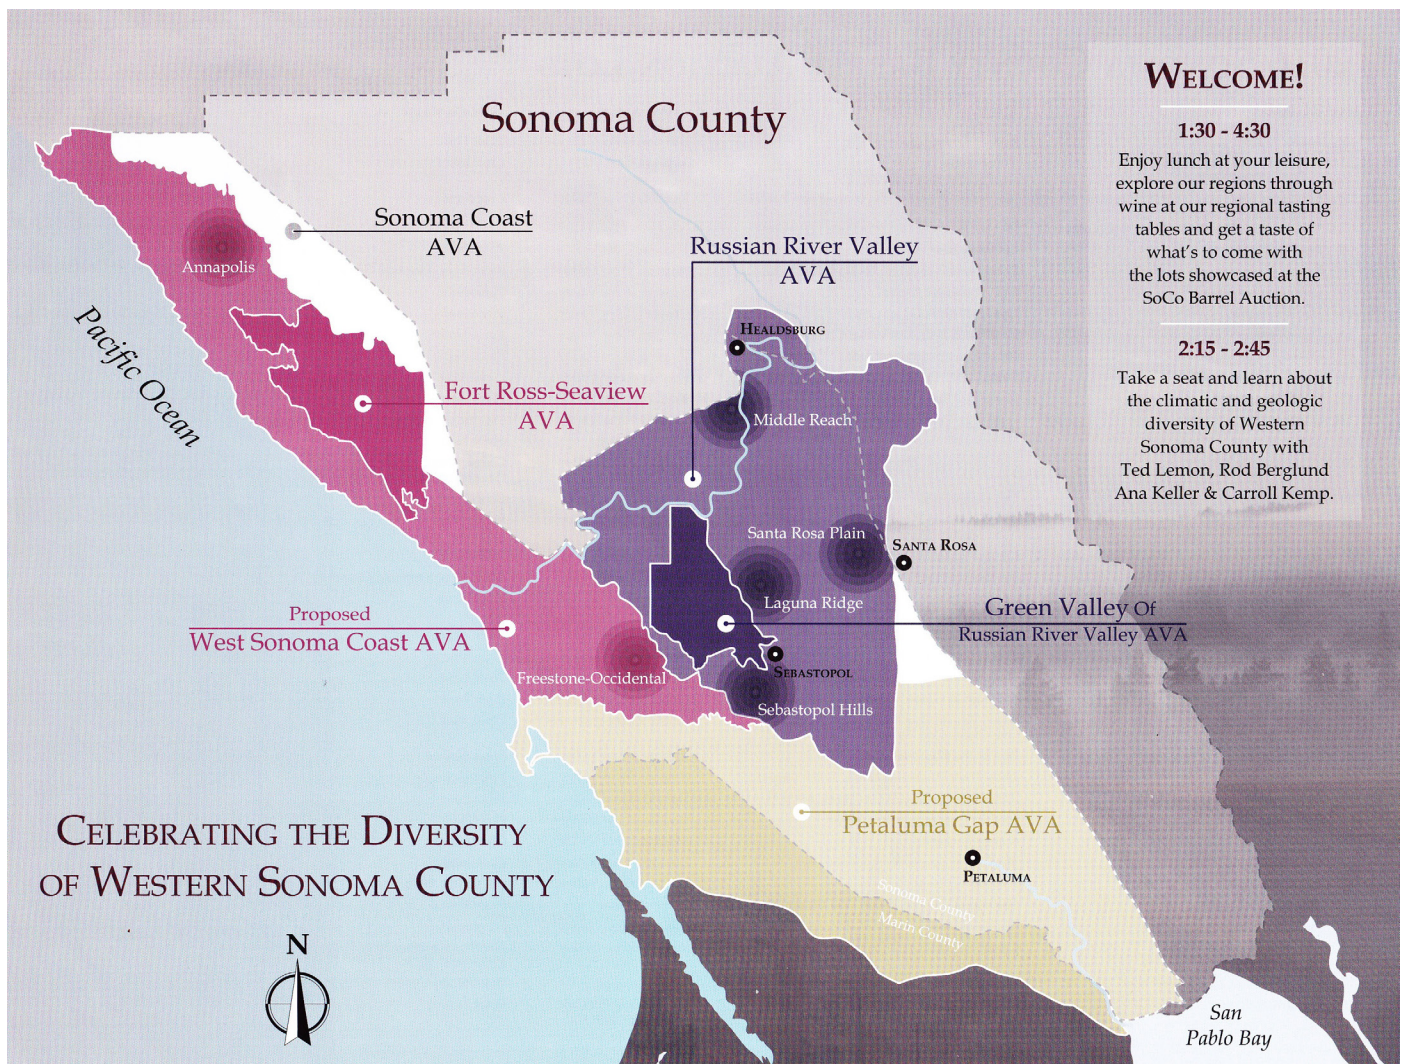 Sonoma County
WELCOME!
1:30 - 4:30
Enjoy lunch at your leisure,
explore our regions through
wine at our regional tasting
tables and get a taste of
what's to come with
the lots showcased at the
SoCo Barrel Auction.
2:15 - 2:45
Take a seat and learn about
the climatic and geologic
diversity of Western
Sonoma County with
Ted Lemon, Rod Berglund
Ana Keller & Carroll Kemp.
Sonoma Coast
AVA
Annapolis
Pacific Ocean
Russian River Valley
AVA
HEALDSBURG
Fort Ross-Seaview
AVA
Middle Reach
Santa Rosa Plain
SANTA ROSA
Laguna Ridge
Green Valley Of
Russian River Valley AVA
Proposed
West Sonoma Coast AVA
Freestone-Occidental
SEBASTOPOL
Sebastopol Hills
Proposed
Petaluma Gap AVA
PETALUMA
Sonoma County
Marin County
CELEBRATING THE DIVERSITY
OF WESTERN SONOMA COUNTY
N
San
Pablo Bay